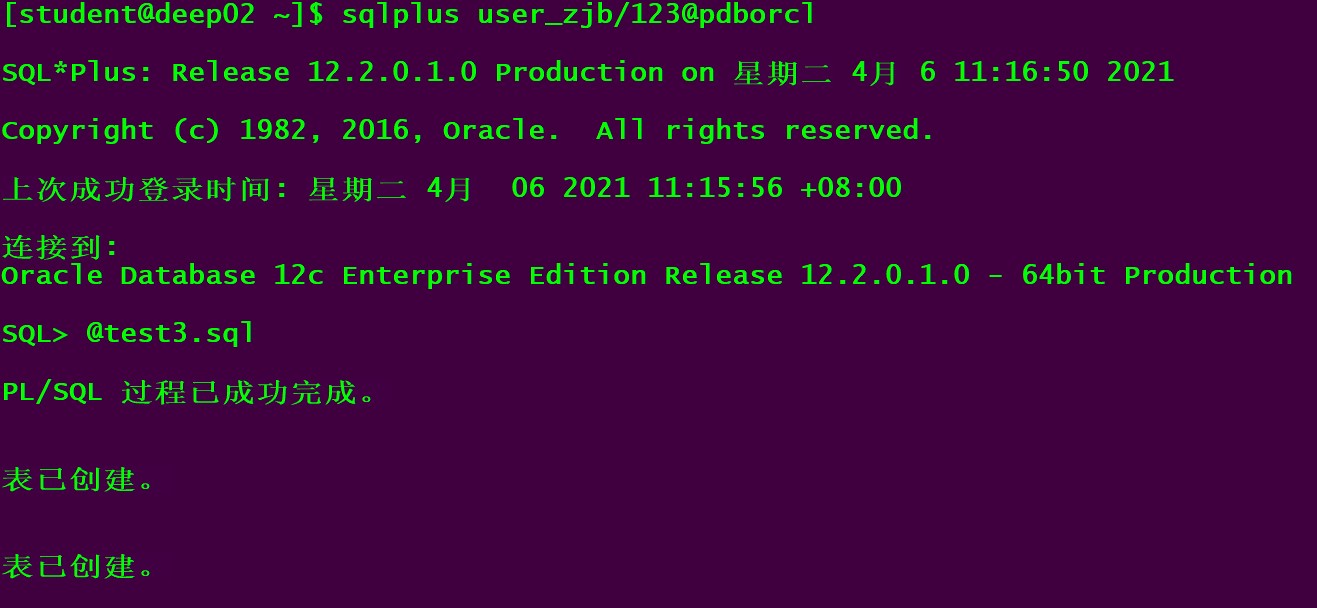 [student@deep02 ~]$ sqlplus user_zjb/123@pdborcl
SQL*Plus: Release 12.2.0.1.0 Production on 星期二 4月 6 11:16:50 2021
Copyright (c) 1982, 2016, Oracle.  All rights reserved.
上次成功登录时间: 星期二 4月  06 2021 11:15:56 +08:00
连接到:
Oracle Database 12c Enterprise Edition Release 12.2.0.1.0 - 64bit Production
SQL> @test3.sql
PL/SQL 过程已成功完成。
表已创建。
表已创建。